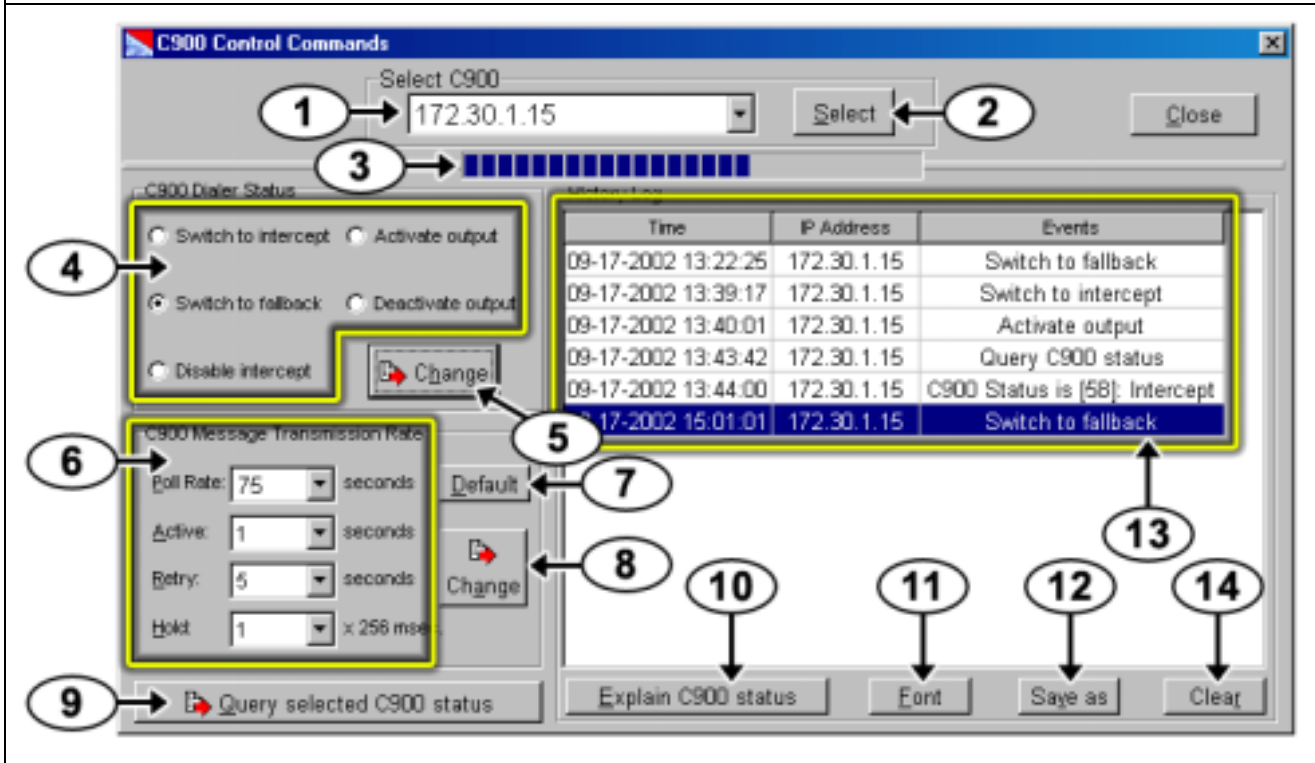 C900 Control Commands
Select C900
1
172.30.1.15
Select
2
Close
3
C900 Dialer Status
4
Switch to intercept
Activate output
Switch to fallback
Deactivate output
Disable intercept
Change
5
History Log
Time IP Address Events
09-17-2002 13:22:25 172.30.1.15 Switch to fallback
09-17-2002 13:39:17 172.30.1.15 Switch to intercept
09-17-2002 13:40:01 172.30.1.15 Activate output
09-17-2002 13:43:42 172.30.1.15 Query C900 status
09-17-2002 13:44:00 172.30.1.15 C900 Status is [58]: Intercept
17-2002 15:01:01 172.30.1.15 Switch to fallback
13
C900 Message Transmission Rate
6
Poll Rate: 75 seconds
Active: 1 seconds
Retry: 5 seconds
Hold: 1 x 256 msec.
Default
7
Change
8
9
Query selected C900 status
10
Explain C900 status
11
Font
12
Save as
14
Clear